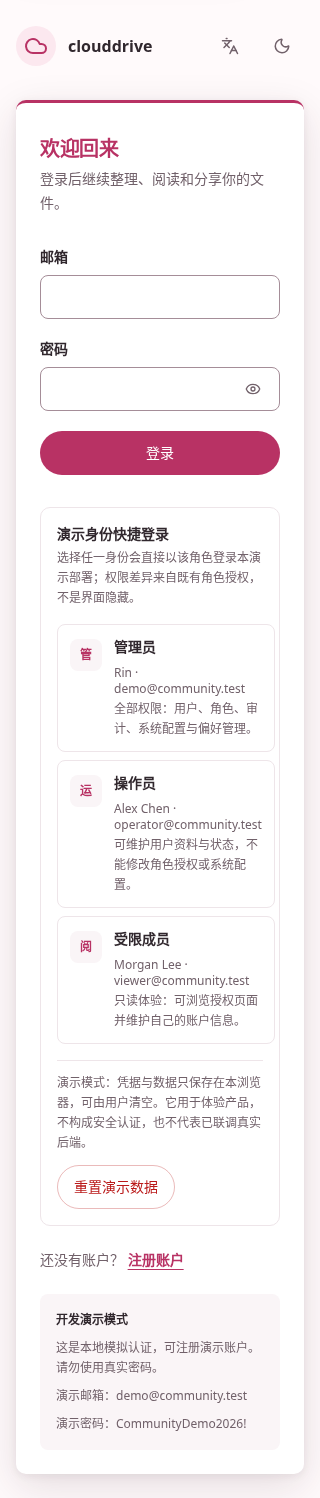 clouddrive
欢迎回来
登录后继续整理、阅读和分享你的文
件。
邮箱
密码
登录
演示身份快捷登录
选择任一身份会直接以该角色登录本演
示部署；权限差异来自既有角色授权，
不是界面隐藏。
管
管理员
Rin ·
demo@community.test
全部权限：用户、角色、审
计、系统配置与偏好管理。
运
操作员
Alex Chen ·
operator@community.test
可维护用户资料与状态，不
能修改角色授权或系统配
置。
阅
受限成员
Morgan Lee ·
viewer@community.test
只读体验：可浏览授权页面
并维护自己的账户信息。
演示模式：凭据与数据只保存在本浏览
器，可由用户清空。它用于体验产品，
不构成安全认证，也不代表已联调真实
后端。
重置演示数据
还没有账户？ 注册账户
开发演示模式
这是本地模拟认证，可注册演示账户。
请勿使用真实密码。
演示邮箱：demo@community.test
演示密码：CommunityDemo2026!